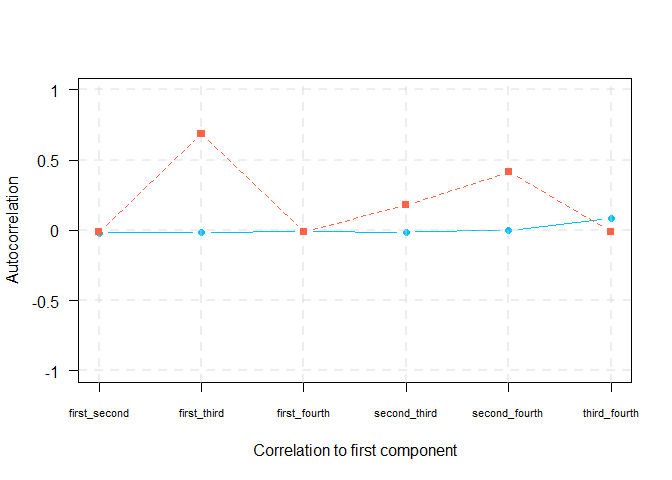 1
0.5
0
-0.5
-1
Autocorrelation
first_second
first_third
first_fourth
second_third
second_fourth
third_fourth
Correlation to first component